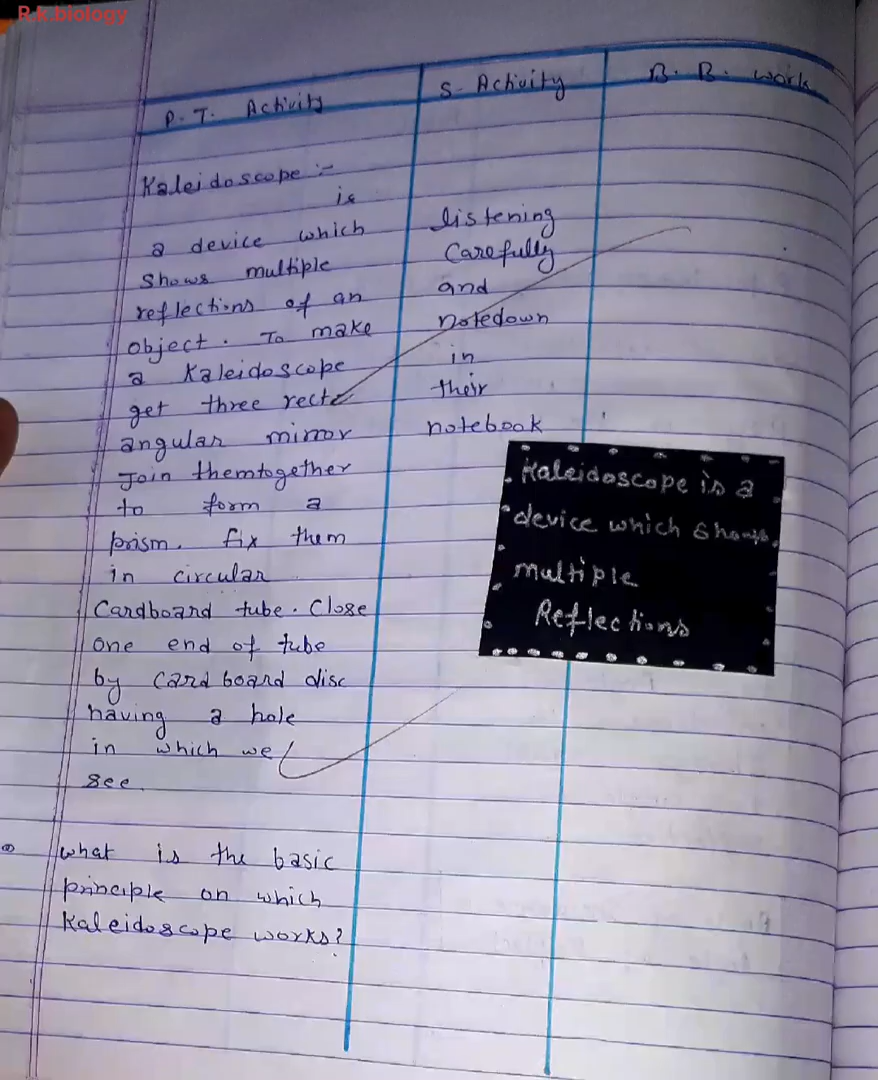 R.k.biology
P. T. Activity
S- Activity
B. B. work
Kaleidoscope :-
is
a device which
shows multiple
reflections of an
object. To make
a Kaleidoscope
get three recta
angular mirror
Join themtogether
to form a
prism. fix them
in circular
Cardboard tube. Close
one end of tube
by card board disc
having a hole
in which we
see.
listening
Carefully
and
notedown
in
their
notebook
Kaleidoscope is a
device which shows
multiple
Reflections
what is the basic
principle on which
Kaleidoscope works?